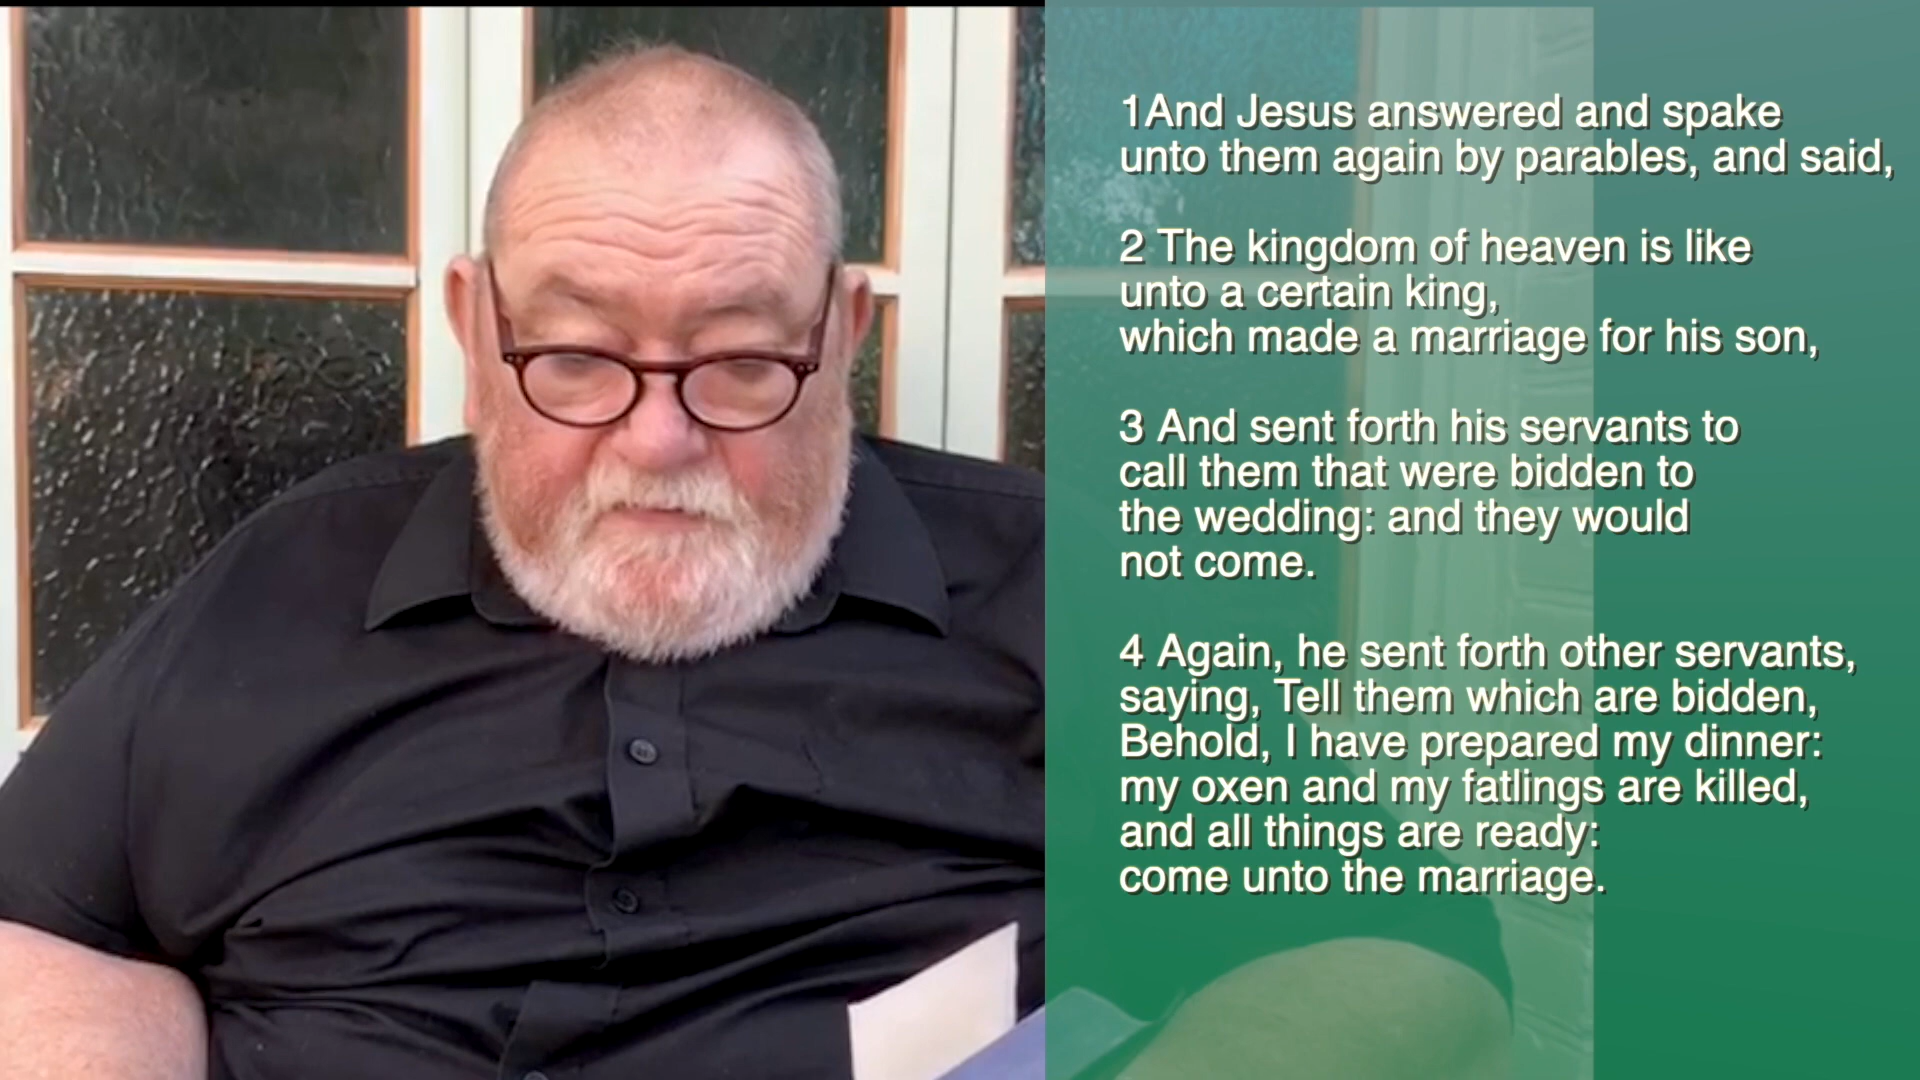 1And Jesus answered and spake
unto them again by parables, and said,
2 The kingdom of heaven is like
unto a certain king,
which made a marriage for his son,
3 And sent forth his servants to
call them that were bidden to
the wedding: and they would
not come.
4 Again, he sent forth other servants,
saying, Tell them which are bidden,
Behold, I have prepared my dinner:
my oxen and my fatlings are killed,
and all things are ready:
come unto the marriage.